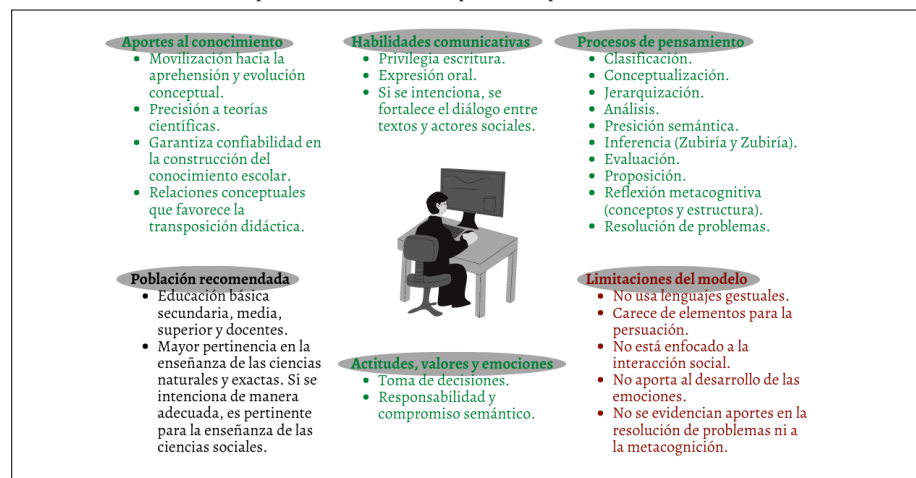 Aportes al conocimiento
• Movilización hacia la
aprehensión y evolución
conceptual.
• Precisión a teorías
científicas.
• Garantiza confiabilidad en
la construcción del
conocimiento escolar.
• Relaciones conceptuales
que favorece la
transposición didáctica.
Habilidades comunicativas
• Privilegia escritura.
• Expresión oral.
• Si se intenciona, se
fortalece el diálogo entre
textos y actores sociales.
Procesos de pensamiento
• Clasificación.
• Conceptualización.
• Jerarquización.
• Análisis.
• Presición semántica.
• Inferencia (Zubiría y Zubiría).
• Evaluación.
• Proposición.
• Reflexión metacognitiva
(conceptos y estructura).
• Resolución de problemas.
Población recomendada
• Educación básica
secundaria, media,
superior y docentes.
• Mayor pertinencia en la
enseñanza de las ciencias
naturales y exactas. Si se
intenciona de manera
adecuada, es pertinente
para la enseñanza de las
ciencias sociales.
Actitudes, valores y emociones
• Toma de decisiones.
• Responsabilidad y
compromiso semántico.
Limitaciones del modelo
• No usa lenguajes gestuales.
• Carece de elementos para la
persuación.
• No está enfocado a la
interacción social.
• No aporta al desarrollo de las
emociones.
• No se evidencian aportes en la
resolución de problemas ni a
la metacognición.